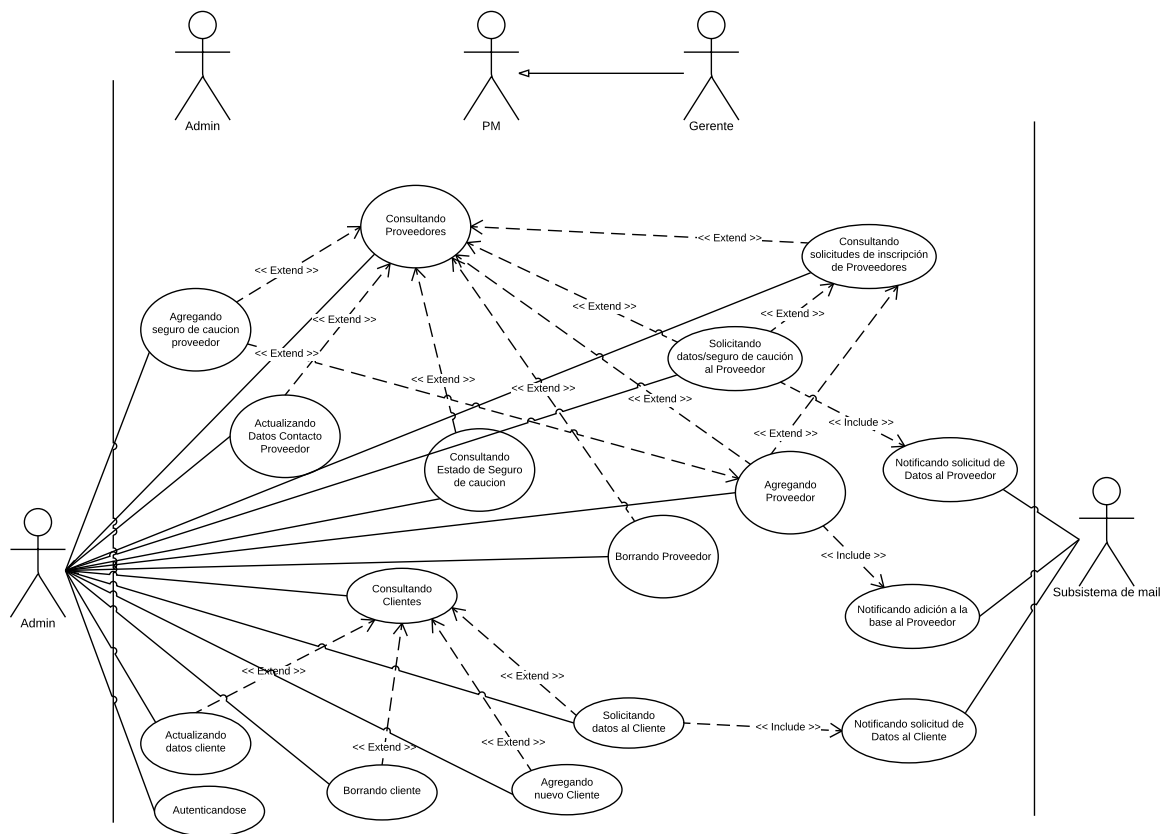 Admin
PM
Gerente
Consultando
Proveedores
<< Extend >>
Consultando
solicitudes de inscripción
de Proveedores
<< Extend >>
Agregando
seguro de caucion
proveedor
<< Extend >>
<< Extend >>
<< Extend >>
Solicitando
datos/seguro de caución
al Proveedor
<< Extend >>
<< Extend >>
<< Extend >>
<< Extend >>
Actualizando
Datos Contacto
Proveedor
<< Include >>
<< Extend >>
Consultando
Estado de Seguro
de caucion
Notificando solicitud de
Datos al Proveedor
Agregando
Proveedor
Borrando Proveedor
<< Include >>
Subsistema de mail
Consultando
Clientes
Notificando adición a la
base al Proveedor
Admin
<< Extend >>
<< Extend >>
Solicitando
datos al Cliente
<< Include >>
Notificando solicitud de
Datos al Cliente
Actualizando
datos cliente
<< Extend >>
<< Extend >>
Borrando cliente
Agregando
nuevo Cliente
Autenticandose